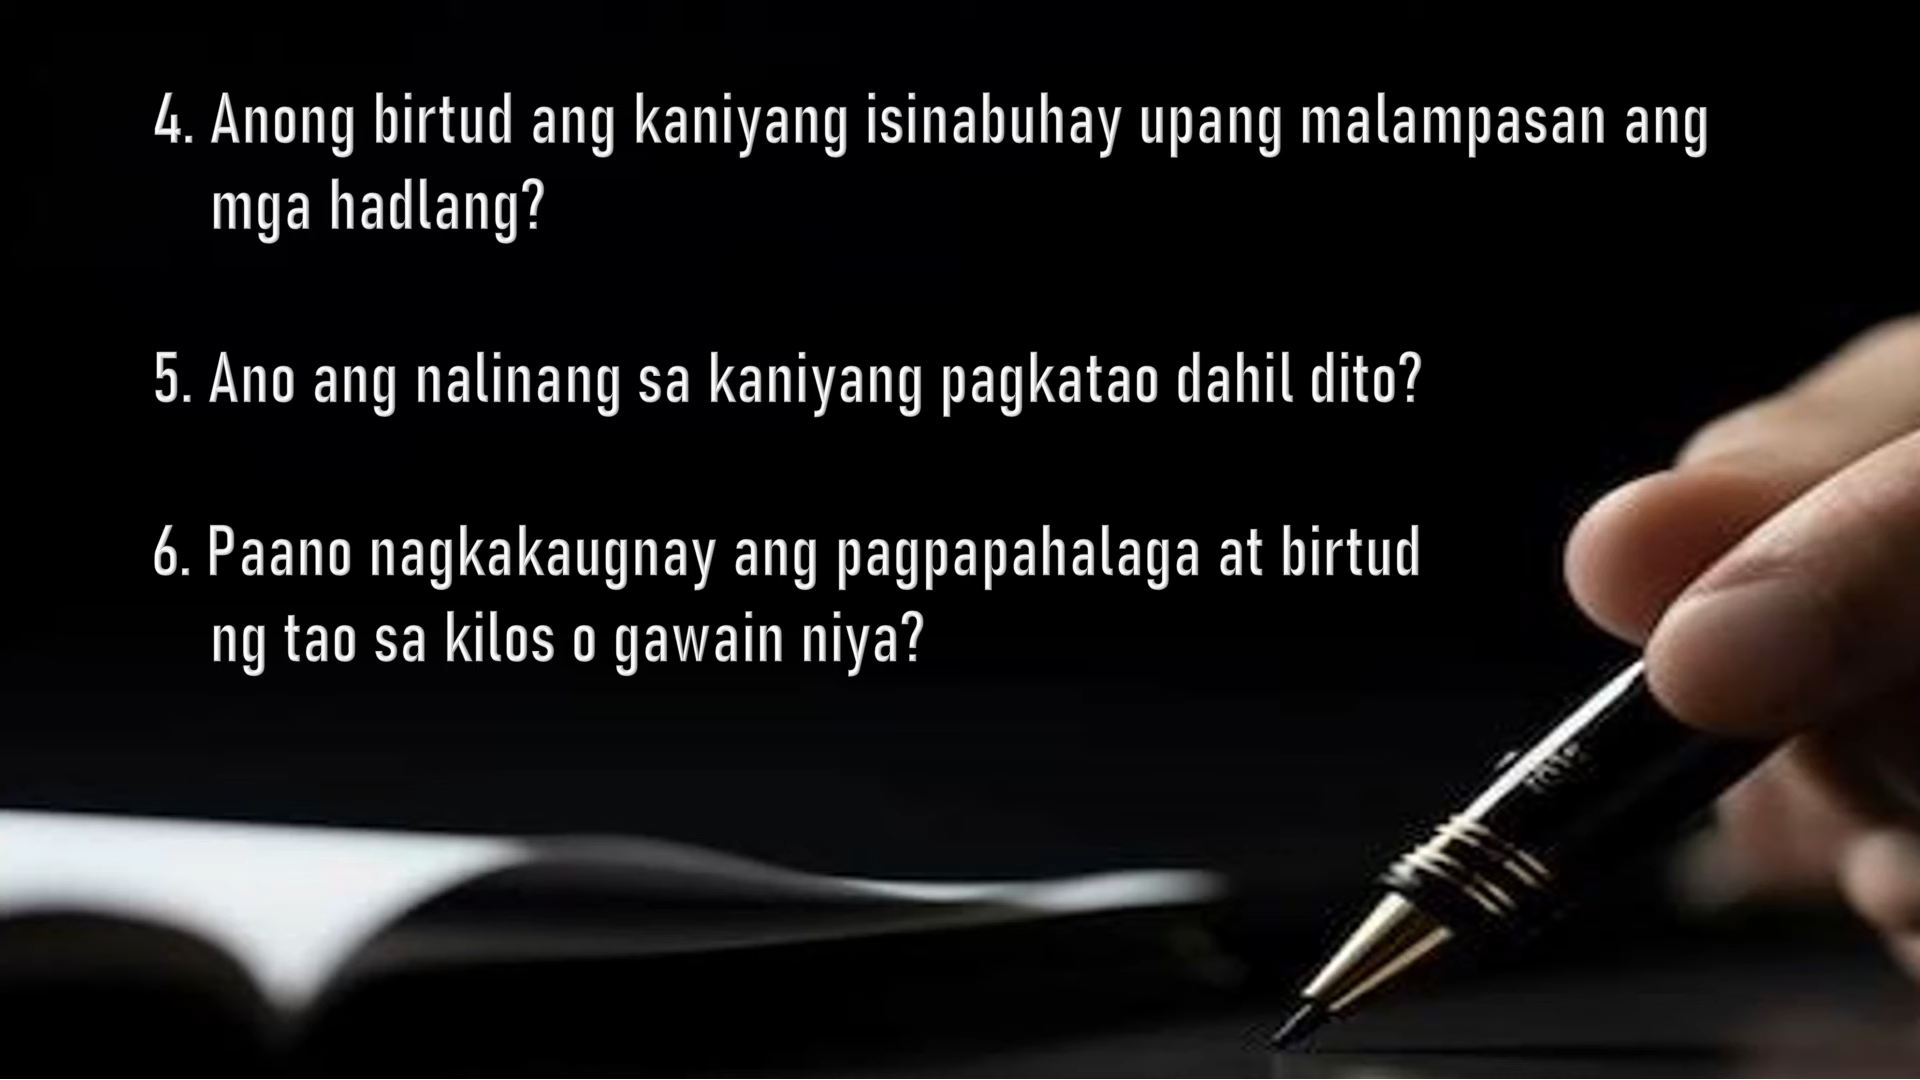 4. Anong birtud ang kaniyang isinabuhay upang malampasan ang
mga hadlang?
5. Ano ang nalinang sa kaniyang pagkatao dahil dito?
6. Paano nagkakaugnay ang pagpapahalaga at birtud
ng tao sa kilos o gawain niya?